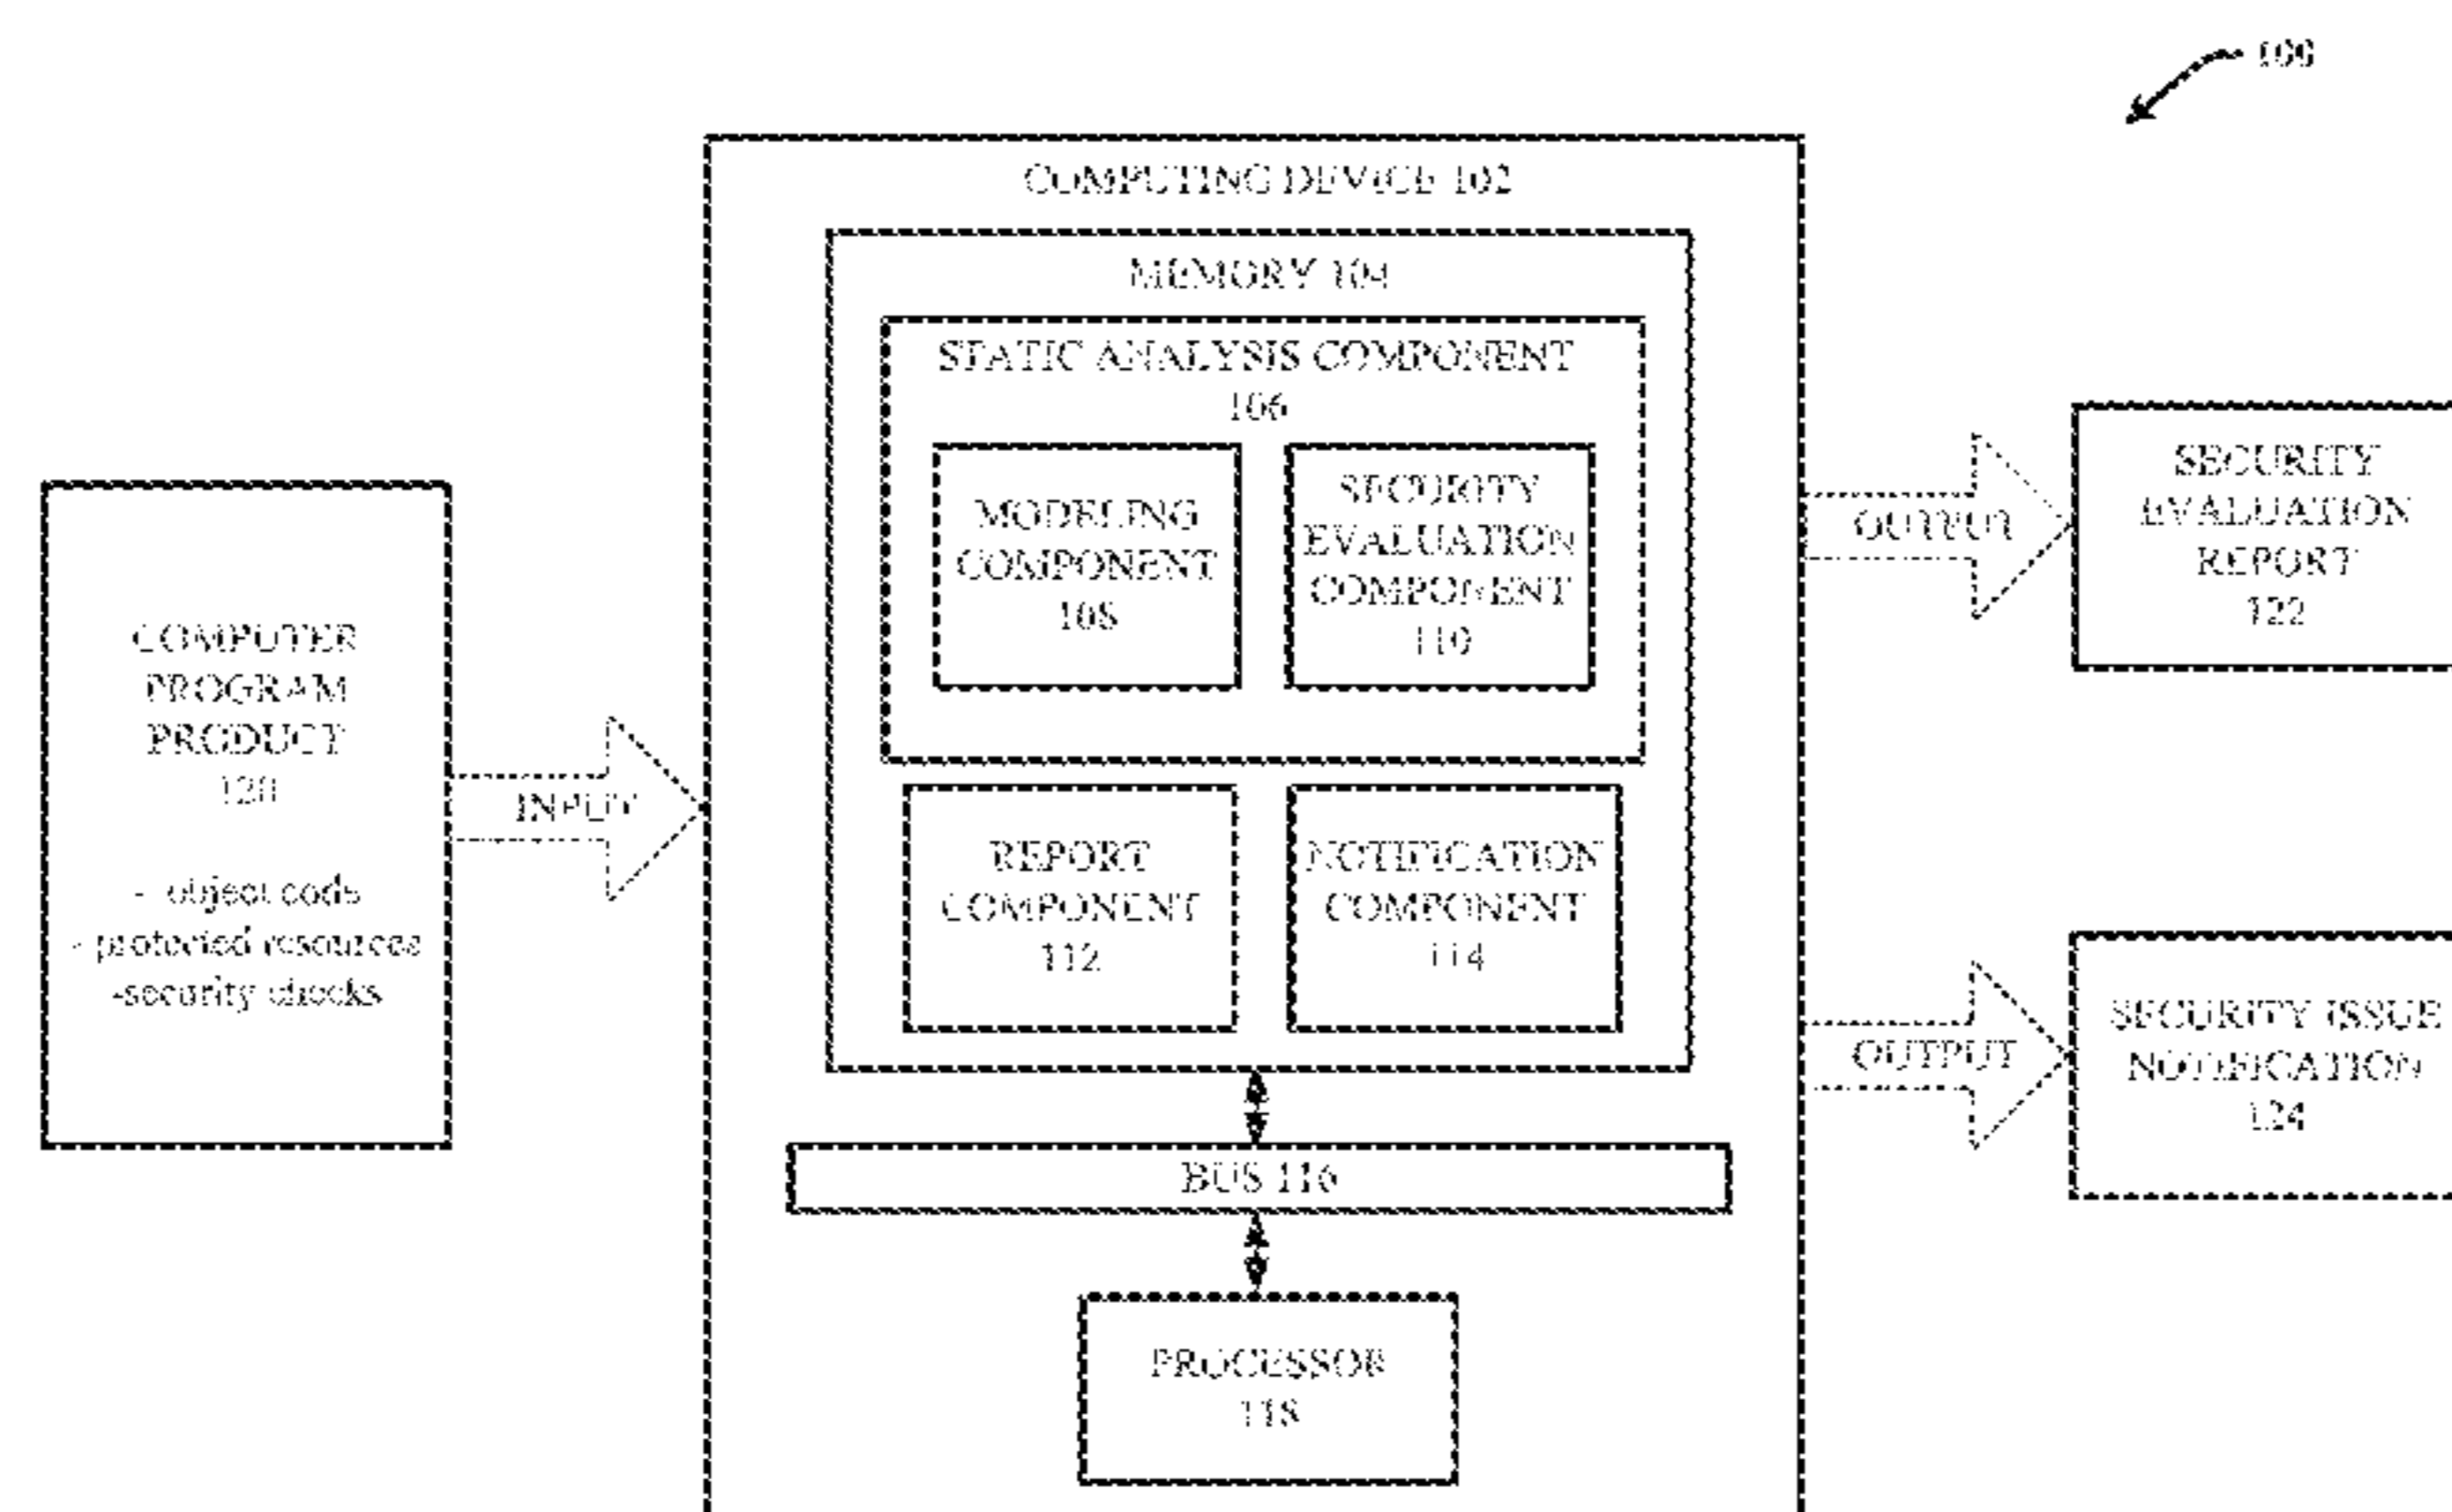 100
COMPUTING DEVICE 102
MEMORY 104
STATIC ANALYSIS COMPONENT
106
MODELING
COMPONENT
108
SECURITY
EVALUATION
COMPONENT
110
REPORT
COMPONENT
112
NOTIFICATION
COMPONENT
114
BUS 116
PROCESSOR
118
COMPUTER
PROGRAM
PRODUCT
120
- object code
- protected resources
-security checks
INPUT
OUTPUT
SECURITY
EVALUATION
REPORT
122
OUTPUT
SECURITY ISSUE
NOTIFICATION
124